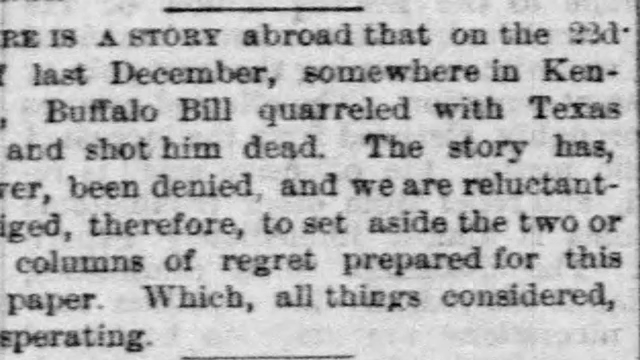 RE IS A STORY abroad that on the 22d
last December, somewhere in Ken-
, Buffalo Bill quarreled with Texas
and shot him dead. The story has,
ver, been denied, and we are reluctant-
iged, therefore, to set aside the two or
columns of regret prepared for this
paper. Which, all things considered,
sperating.